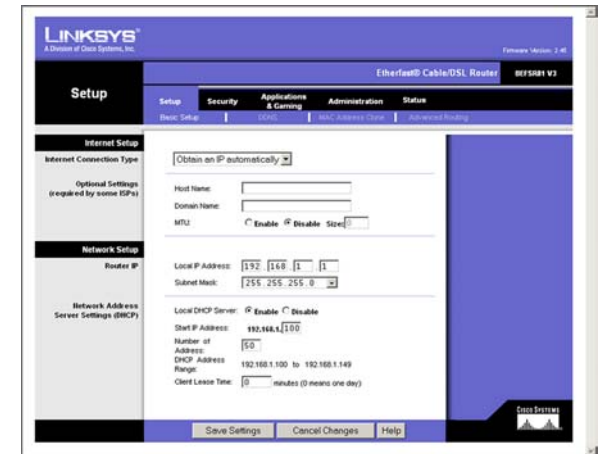 LINKSYS®
A Division of Cisco Systems, Inc.
Firmware Version: 2.41
Etherfast® Cable/DSL Router
BEFSR81 V3
Setup
Setup Security Applications & Gaming Administration Status
Basic Setup | DDNS | MAC Address Clone | Advanced Routing
Internet Setup
Internet Connection Type
Obtain an IP automatically
Optional Settings
(required by some ISPs)
Host Name:
Domain Name:
MTU: Enable Disable Size: 0
Network Setup
Router IP
Local IP Address: 192 . 168 . 1 . 1
Subnet Mask: 255.255.255.0
Network Address
Server Settings (DHCP)
Local DHCP Server: Enable Disable
Start IP Address: 192.168.1. 100
Number of
Address: 50
DHCP Address
Range: 192.168.1.100 to 192.168.1.149
Client Lease Time: 0 minutes (0 means one day)
Save Settings Cancel Changes Help
CISCO SYSTEMS